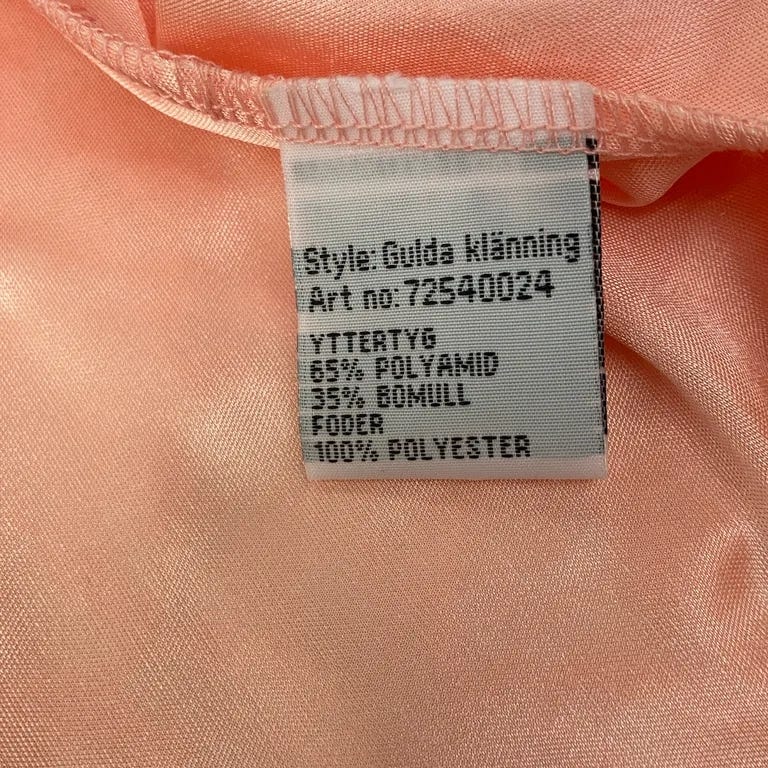 Style: Gulda klänning
Art no: 72540024
YTTERTYG
65% POLYAMID
35% BOMULL
FODER
100% POLYESTER